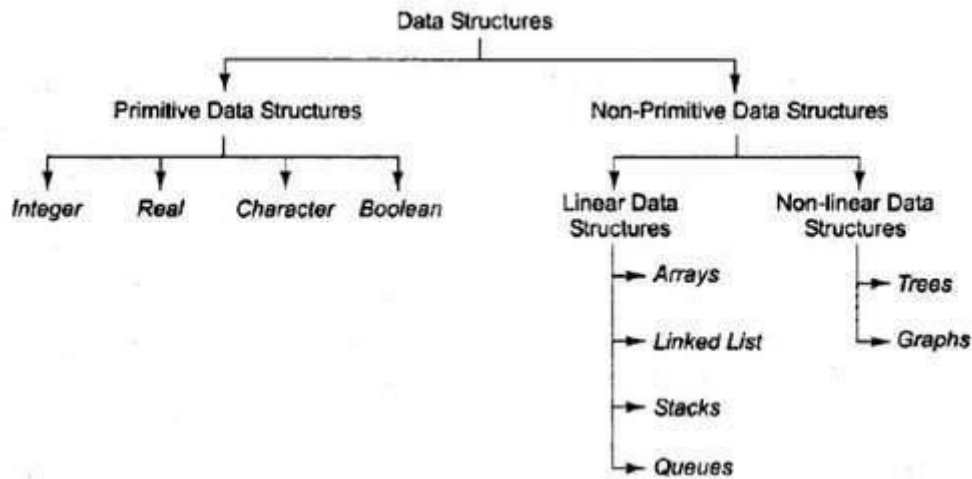 Data Structures
Primitive Data Structures
Non-Primitive Data Structures
Integer
Real
Character
Boolean
Linear Data
Structures
Non-linear Data
Structures
Arrays
Linked List
Stacks
Queues
Trees
Graphs